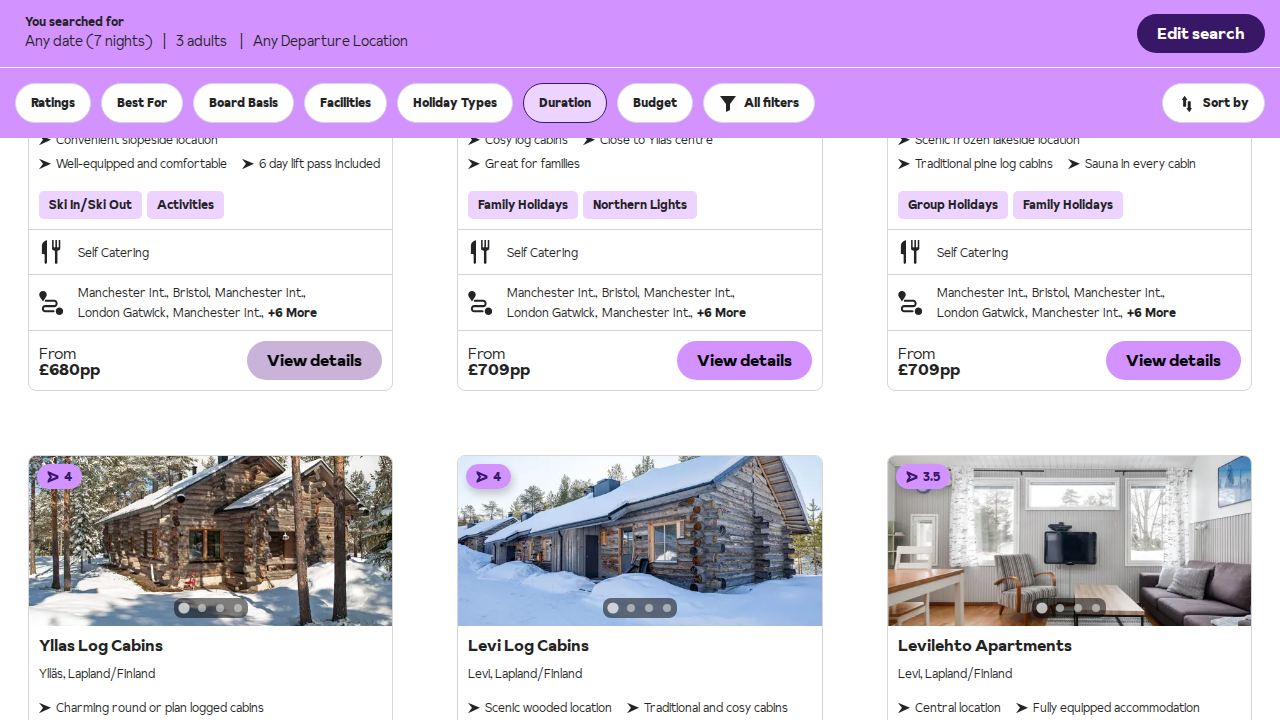 You searched for
Any date (7 nights) | 3 adults | Any Departure Location
Edit search
Ratings
Best For
Board Basis
Facilities
Holiday Types
Duration
Budget
All filters
Sort by
Convenient slopeside location
Well-equipped and comfortable
6 day lift pass included
Ski In/Ski Out
Activities
Self Catering
Manchester Int., Bristol, Manchester Int.,
London Gatwick, Manchester Int., +6 More
From
£680pp
View details
Cosy log cabins
Close to Ylläs centre
Great for families
Family Holidays
Northern Lights
Self Catering
Manchester Int., Bristol, Manchester Int.,
London Gatwick, Manchester Int., +6 More
From
£709pp
View details
Scenic frozen lakeside location
Traditional pine log cabins
Sauna in every cabin
Group Holidays
Family Holidays
Self Catering
Manchester Int., Bristol, Manchester Int.,
London Gatwick, Manchester Int., +6 More
From
£709pp
View details
4
Yllas Log Cabins
Ylläs, Lapland/Finland
Charming round or plan logged cabins
4
Levi Log Cabins
Levi, Lapland/Finland
Scenic wooded location
Traditional and cosy cabins
3.5
Levilehto Apartments
Levi, Lapland/Finland
Central location
Fully equipped accommodation